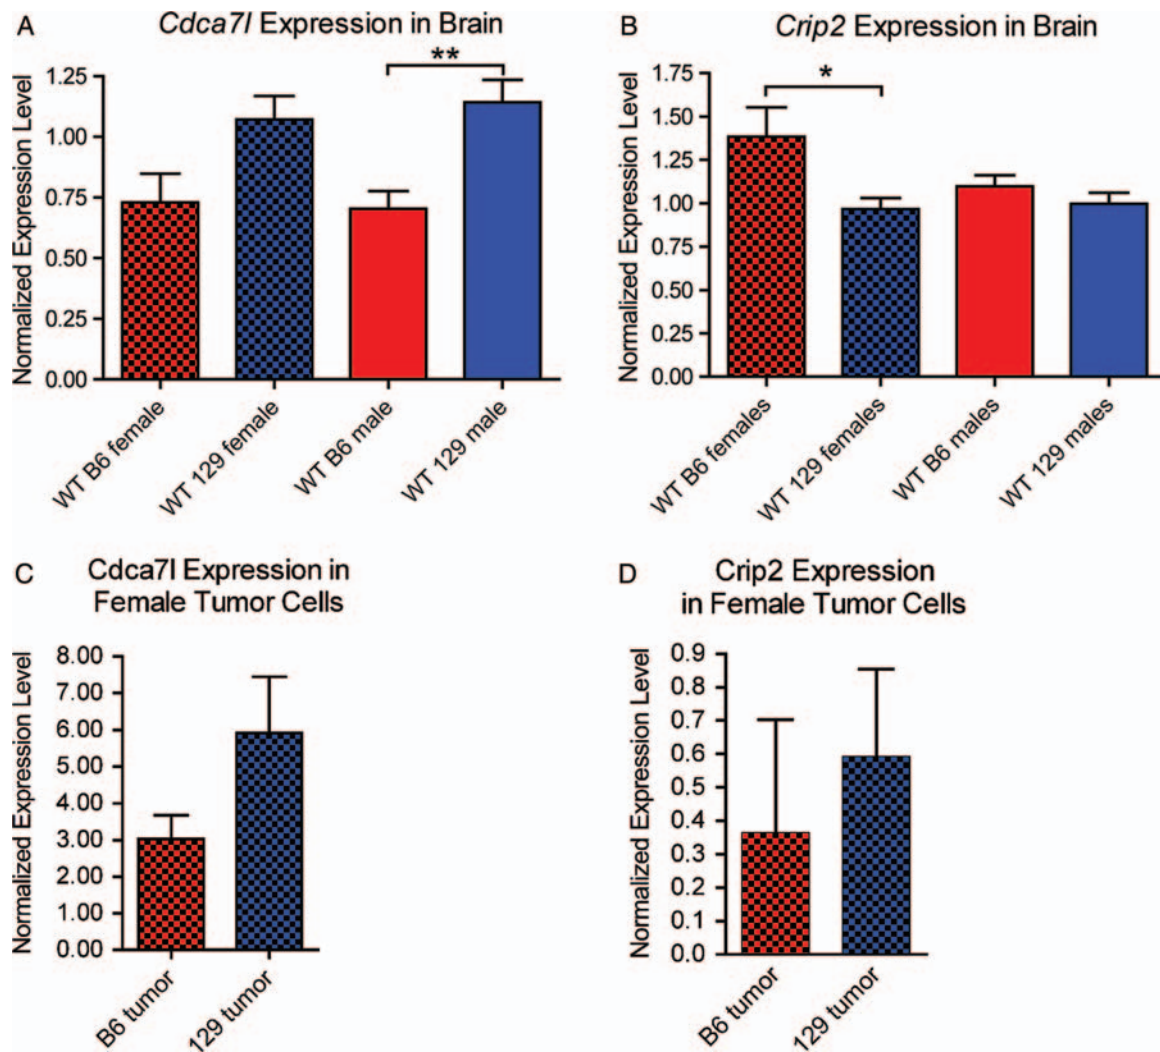 A
Cdca7l Expression in Brain
Normalized Expression Level
1.25
1.00
0.75
0.50
0.25
0.00
**
WT B6 female
WT 129 female
WT B6 male
WT 129 male
B
Crip2 Expression in Brain
Normalized Expression Level
1.75
1.50
1.25
1.00
0.75
0.50
0.25
0.00
*
WT B6 females
WT 129 females
WT B6 males
WT 129 males
C
Cdca7l Expression in
Female Tumor Cells
Normalized Expression Level
8.00
7.00
6.00
5.00
4.00
3.00
2.00
1.00
0.00
B6 tumor
129 tumor
D
Crip2 Expression
in Female Tumor Cells
Normalized Expression Level
0.9
0.8
0.7
0.6
0.5
0.4
0.3
0.2
0.1
0.0
B6 tumor
129 tumor